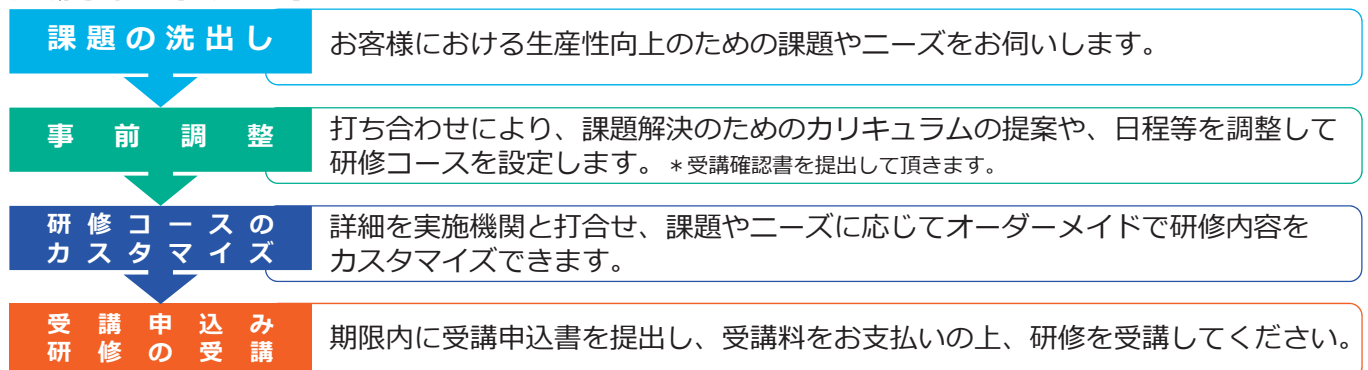 課題の洗出し
お客様における生産性向上のための課題やニーズをお伺いします。
事前調整
打ち合わせにより、課題解決のためのカリキュラムの提案や、日程等を調整して
研修コースを設定します。＊受講確認書を提出して頂きます。
研修コースの
カスタマイズ
詳細を実施機関と打合せ、課題やニーズに応じてオーダーメイドで研修内容を
カスタマイズできます。
受講申込み
研修の受講
期限内に受講申込書を提出し、受講料をお支払いの上、研修を受講してください。